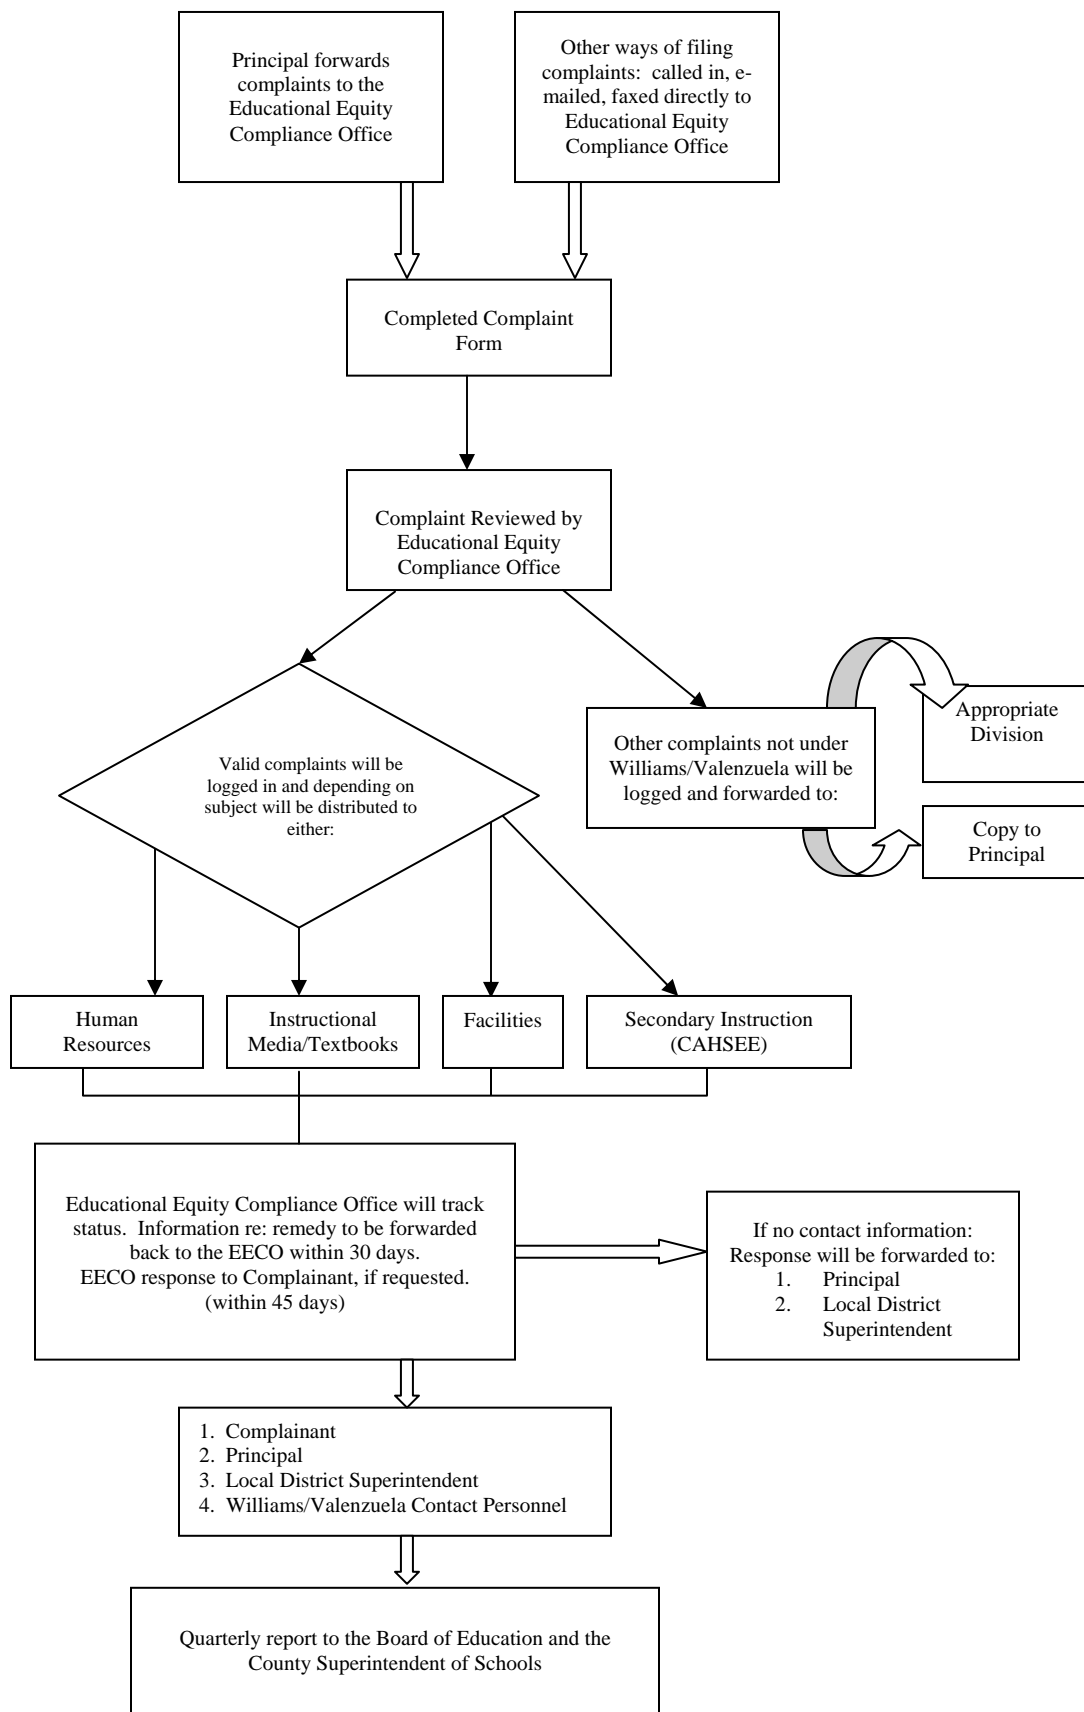 Principal forwards
complaints to the
Educational Equity
Compliance Office
Other ways of filing
complaints:  called in, e-
mailed, faxed directly to
Educational Equity
Compliance Office
Completed Complaint
Form
Complaint Reviewed by
Educational Equity
Compliance Office
Valid complaints will be
logged in and depending on
subject will be distributed to
either:
Other complaints not under
Williams/Valenzuela will be
logged and forwarded to:
Appropriate
Division
Copy to
Principal
Human
Resources
Instructional
Media/Textbooks
Facilities
Secondary Instruction
(CAHSEE)
Educational Equity Compliance Office will track
status.  Information re: remedy to be forwarded
back to the EECO within 30 days.
EECO response to Complainant, if requested.
(within 45 days)
If no contact information:
Response will be forwarded to:
1. Principal
2. Local District
Superintendent
1. Complainant
2. Principal
3. Local District Superintendent
4. Williams/Valenzuela Contact Personnel
Quarterly report to the Board of Education and the
County Superintendent of Schools